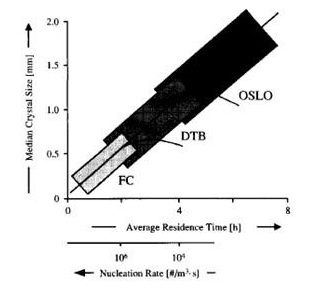 Median Crystal Size [mm]
2.0
1.5
1.0
0.5
0
OSLO
DTB
FC
0
4
8
Average Residence Time [h]
10⁶
10⁴
Nucleation Rate [#/m³·s]